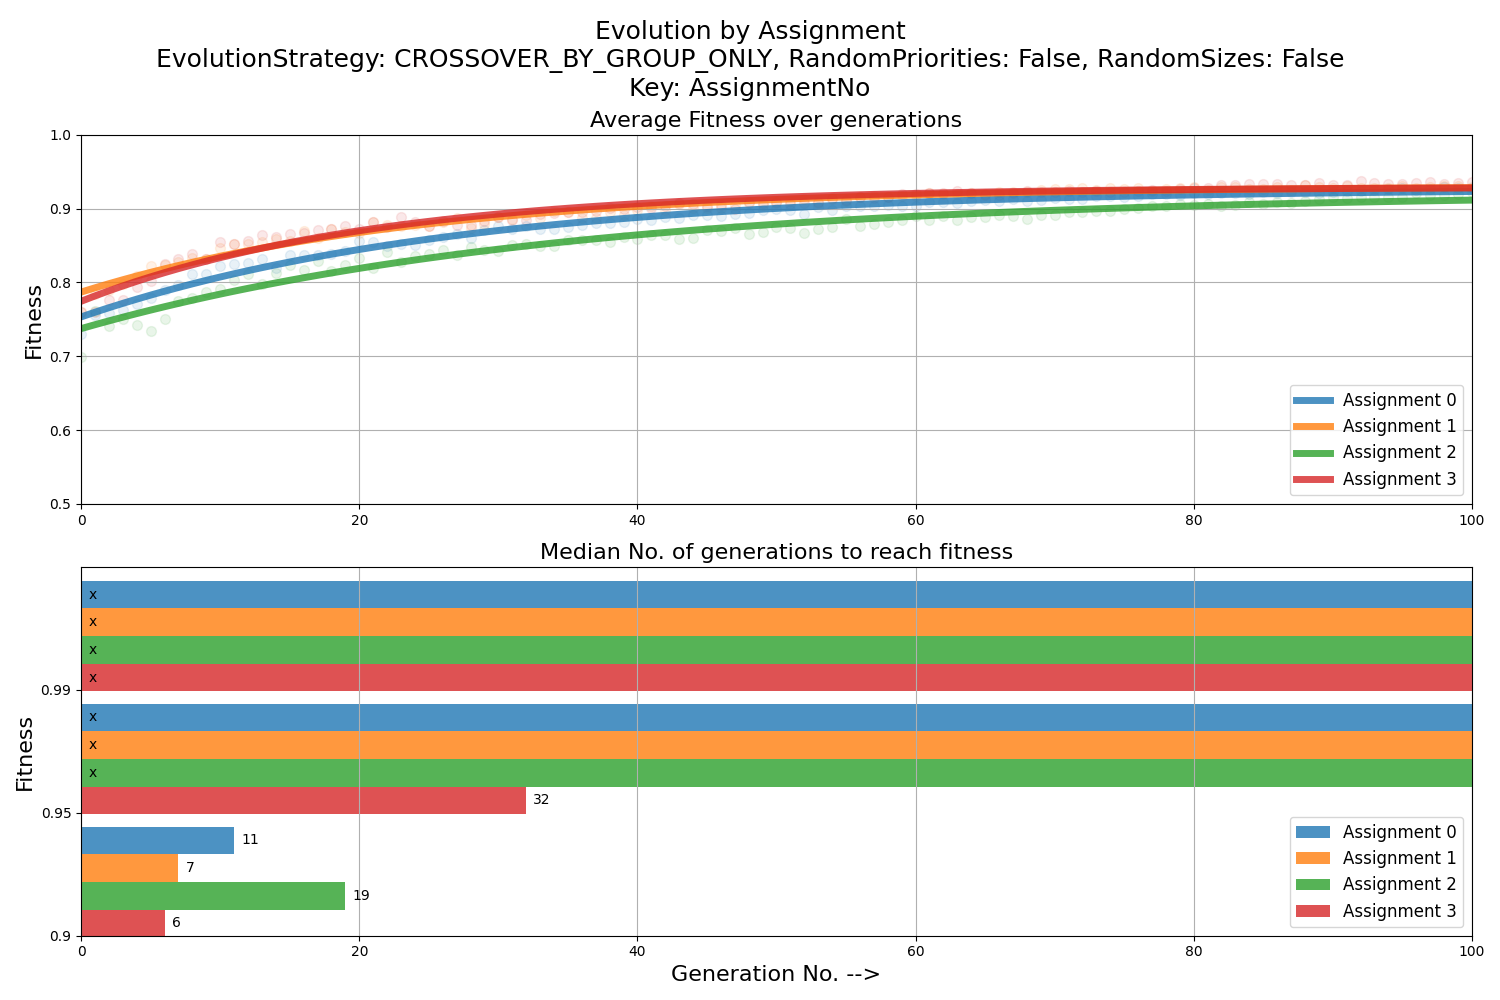 Evolution by Assignment
EvolutionStrategy: CROSSOVER_BY_GROUP_ONLY, RandomPriorities: False, RandomSizes: False
Key: AssignmentNo
Average Fitness over generations
1.0
0.9
0.8
0.7
0.6
0.5
Fitness
0 20 40 60 80 100
Assignment 0
Assignment 1
Assignment 2
Assignment 3
Median No. of generations to reach fitness
x
x
x
x
0.99
x
x
x
32
0.95
11
7
19
6
0.9
Fitness
0 20 40 60 80 100
Generation No. -->
Assignment 0
Assignment 1
Assignment 2
Assignment 3